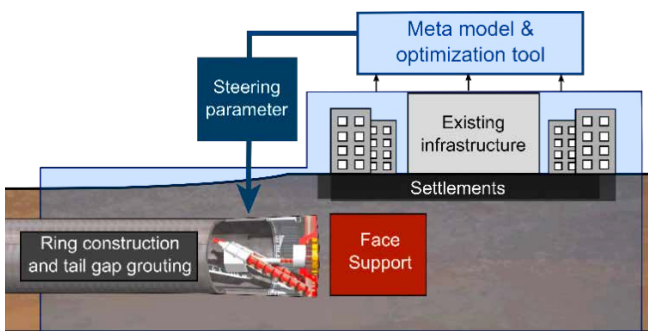 Meta model &
optimization tool
Steering
parameter
Existing
infrastructure
Settlements
Ring construction
and tail gap grouting
Face
Support